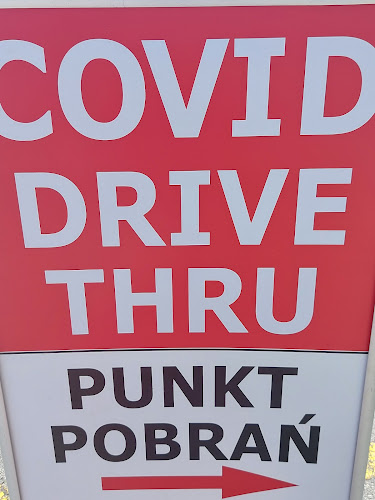 COVID
DRIVE
THRU
PUNKT
POBRAŃ